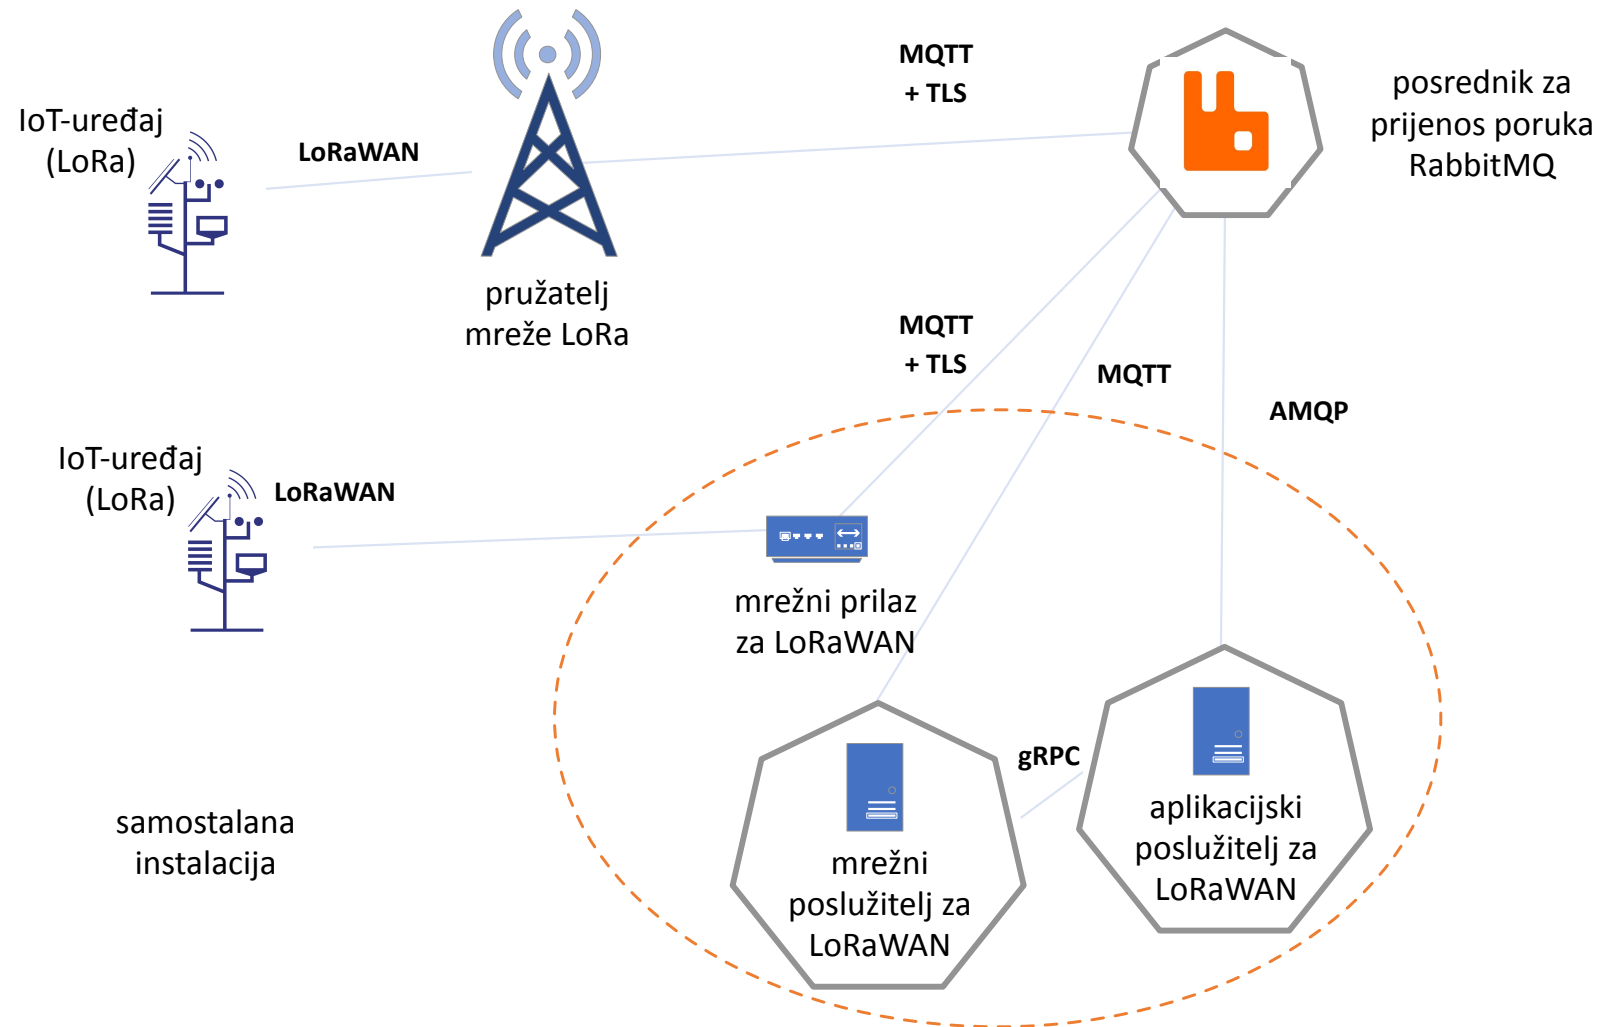 IoT-uređaj
(LoRa)
LoRaWAN
pružatelj
mreže LoRa
MQTT
+ TLS
posrednik za
prijenos poruka
RabbitMQ
MQTT
+ TLS
MQTT
AMQP
IoT-uređaj
(LoRa)
LoRaWAN
mrežni prilaz
za LoRaWAN
gRPC
samostalana
instalacija
mrežni
poslužitelj za
LoRaWAN
aplikacijski
poslužitelj za
LoRaWAN